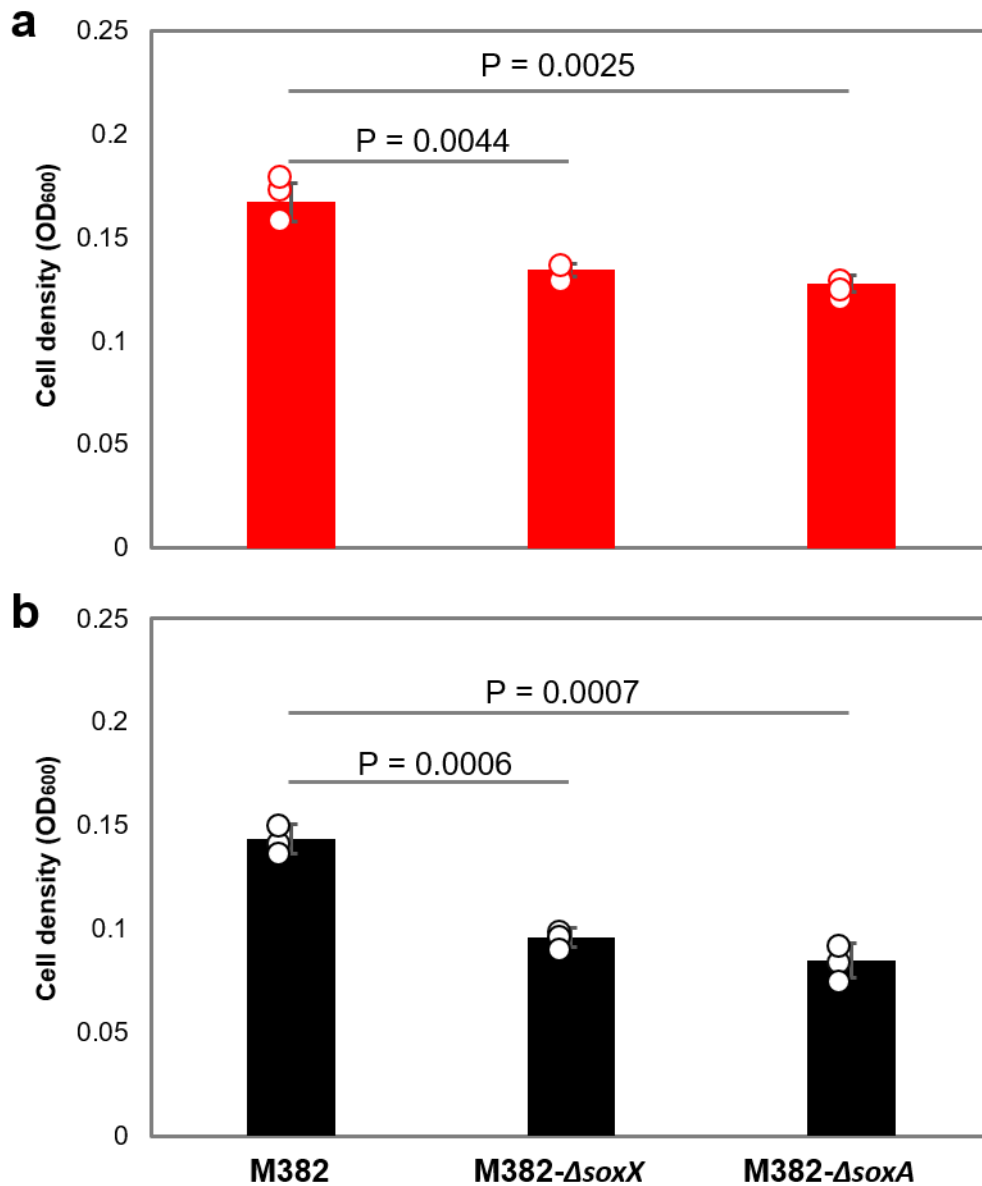 a
0.25
P = 0.0025
0.2
P = 0.0044
0.15
0.1
0.05
0
Cell density (OD600)
b
0.25
P = 0.0007
0.2
P = 0.0006
0.15
0.1
0.05
0
Cell density (OD600)
M382 M382-ΔsoxX M382-ΔsoxA